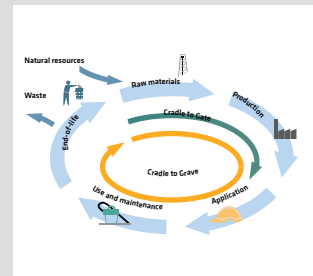 Natural resources
Raw materials
Waste
Production
Cradle to Gate
End-of-life
Cradle to Grave
Use and maintenance
Application